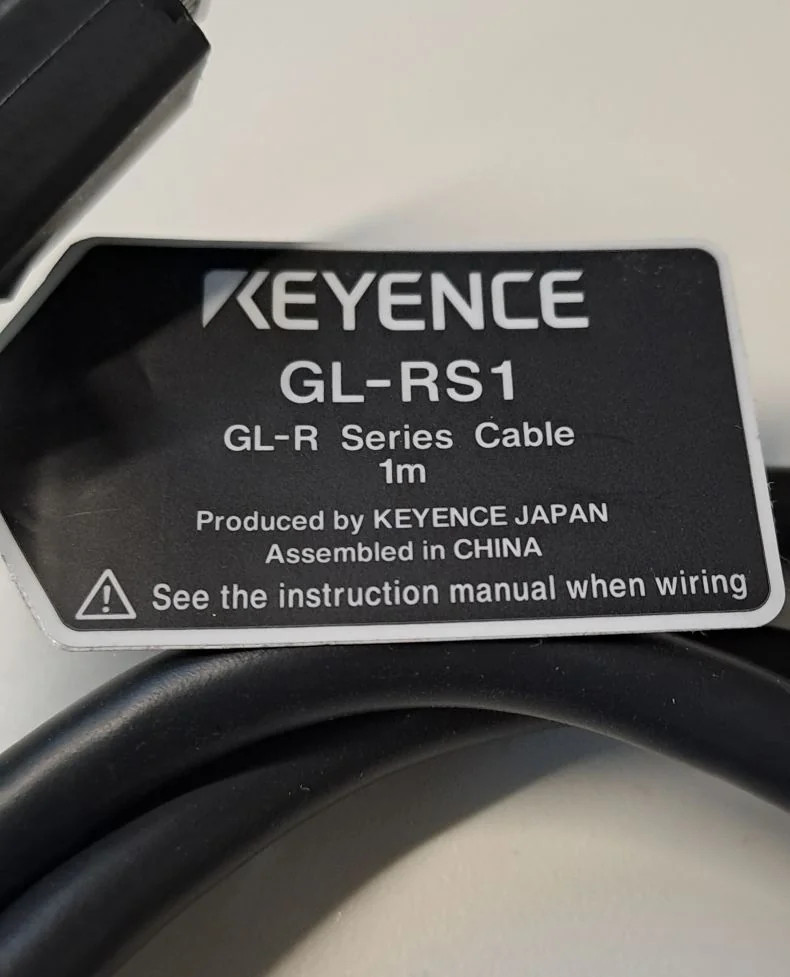 KEYENCE
GL-RS1
GL-R Series Cable
1m
Produced by KEYENCE JAPAN
Assembled in CHINA
See the instruction manual when wiring